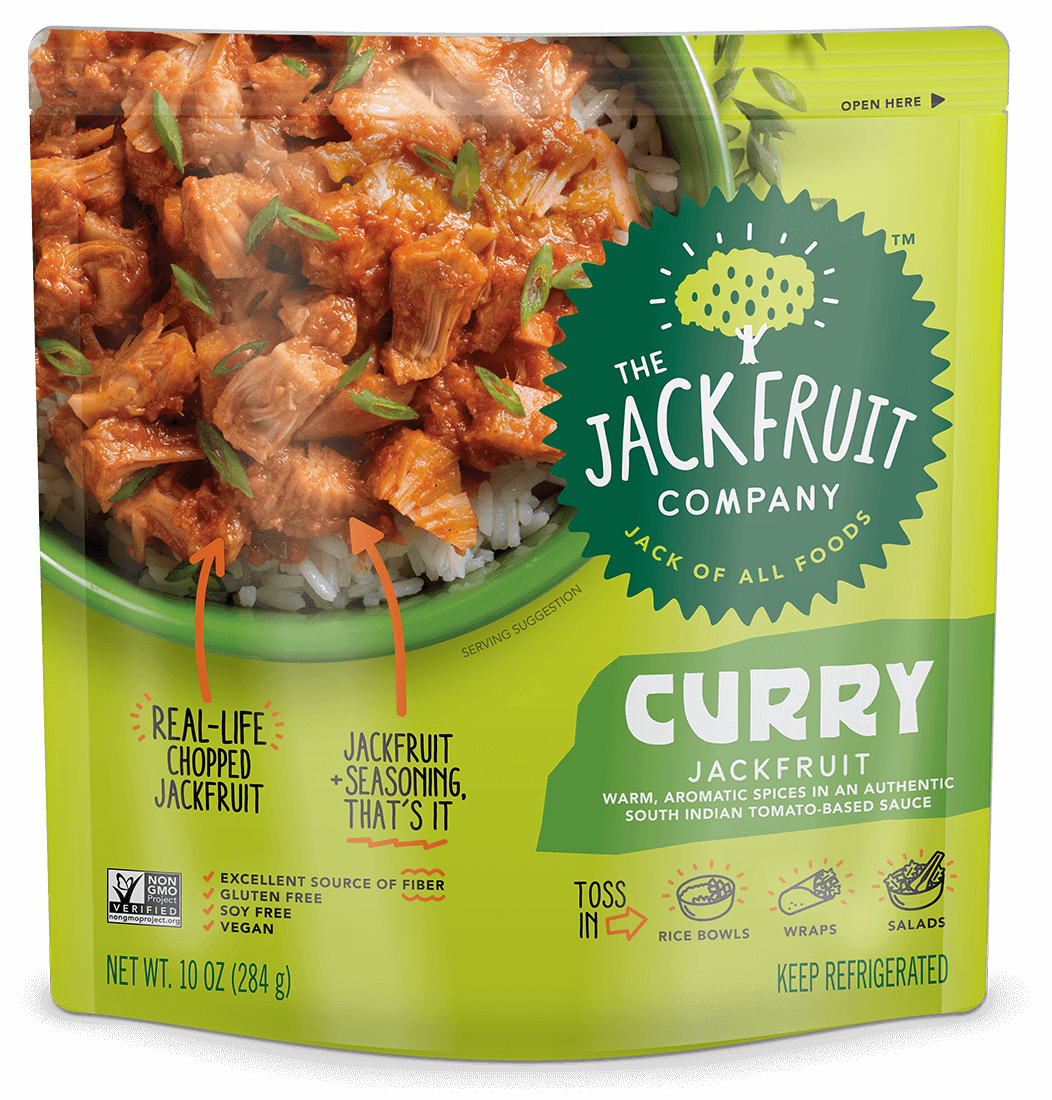 OPEN HERE
THE
JACKFRUIT
COMPANY
JACK OF ALL FOODS
TM
SERVING SUGGESTION
REAL-LIFE
CHOPPED
JACKFRUIT
JACKFRUIT
+SEASONING,
THAT'S IT
CURRY
JACKFRUIT
WARM, AROMATIC SPICES IN AN AUTHENTIC
SOUTH INDIAN TOMATO-BASED SAUCE
NON
GMO
Project
VERIFIED
nongmoproject.org
EXCELLENT SOURCE OF FIBER
GLUTEN FREE
SOY FREE
VEGAN
TOSS
IN
RICE BOWLS
WRAPS
SALADS
NET WT. 10 OZ (284 g)
KEEP REFRIGERATED